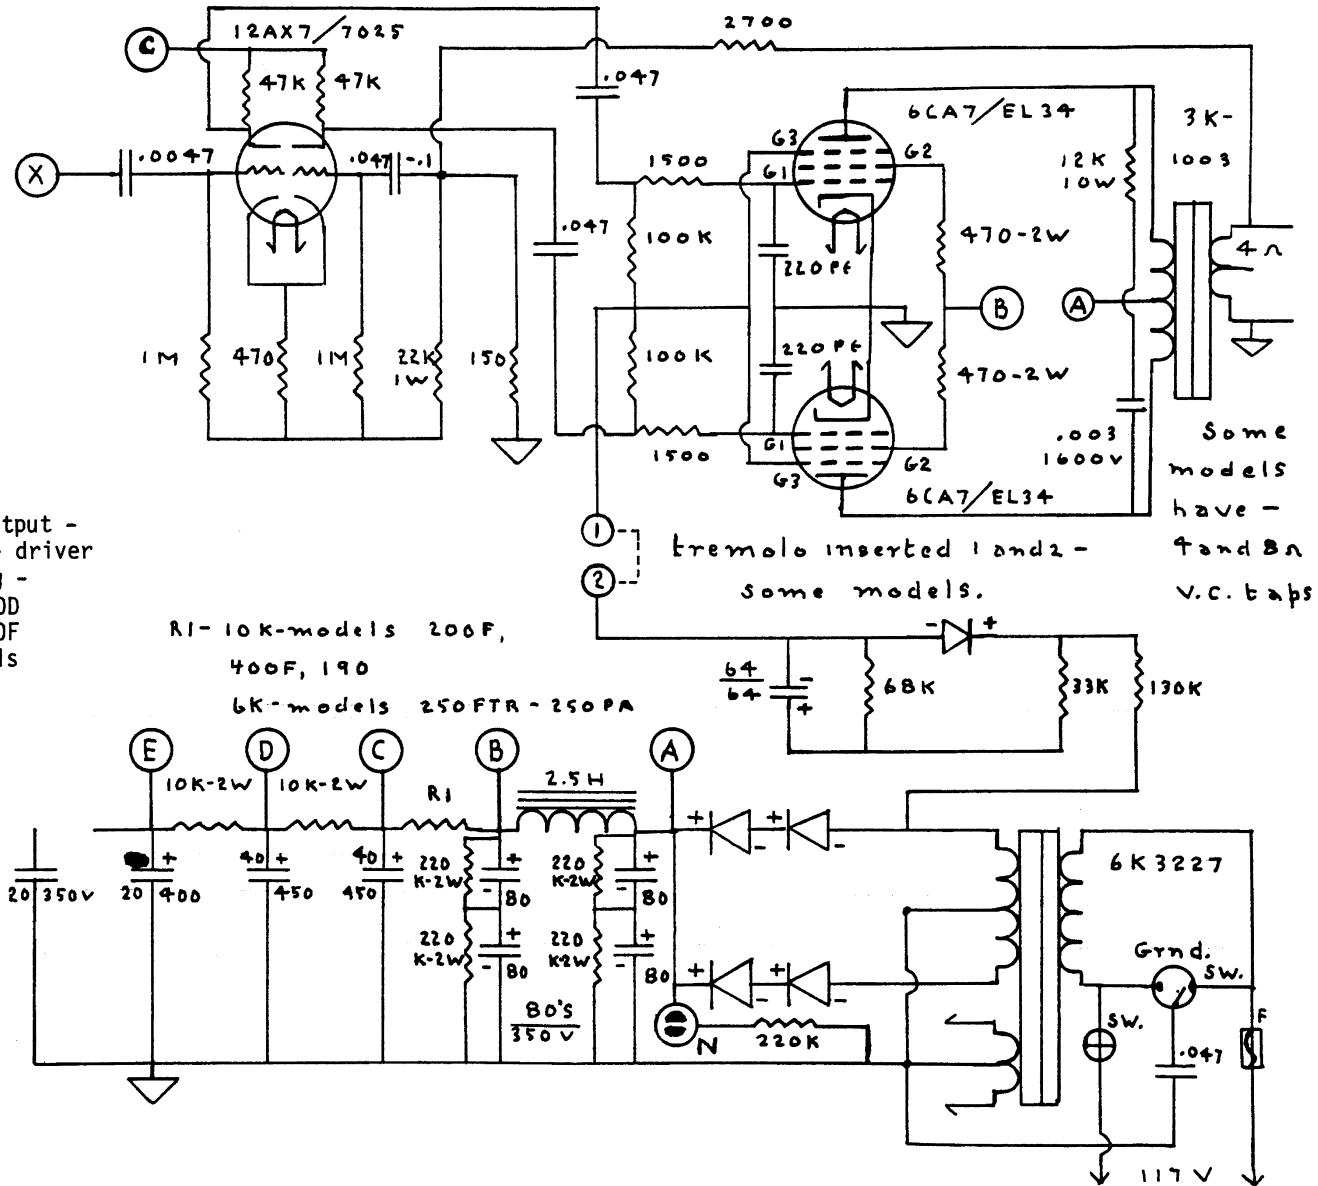 12AX7/7025
2700
C
47K
47K
.047
6CA7/EL34
3K-
1003
G3
G2
G1
X
.0047
.047
-.1
1500
12K
10W
.047
100K
220PF
470-2W
4Ω
B
A
1M
470
1M
22K
1W
150
100K
220PF
470-2W
1500
G1
G2
G3
6CA7/EL34
.003
1600V
Some
models
have -
4 and 8Ω
V.C. taps
tput -
driver
-
OD
OF
ls
1
2
tremolo inserted 1 and 2 -
some models.
R1- 10K-models 200F,
400F, 190
6K-models 250FTR-250PA
64
64
-
+
68K
-
+
33K
130K
E
D
C
B
A
10K-2W
10K-2W
R1
2.5H
20 350V
+
20 400
40 +
450
40 +
450
220
K-2W
+
-
80
220
K-2W
+
-
80
220
K-2W
+
-
80
220
K-2W
+
-
80
80'S
350V
+
-
+
-
+
-
+
-
N
220K
6K3227
Grnd.
SW.
SW.
F
.047
117V